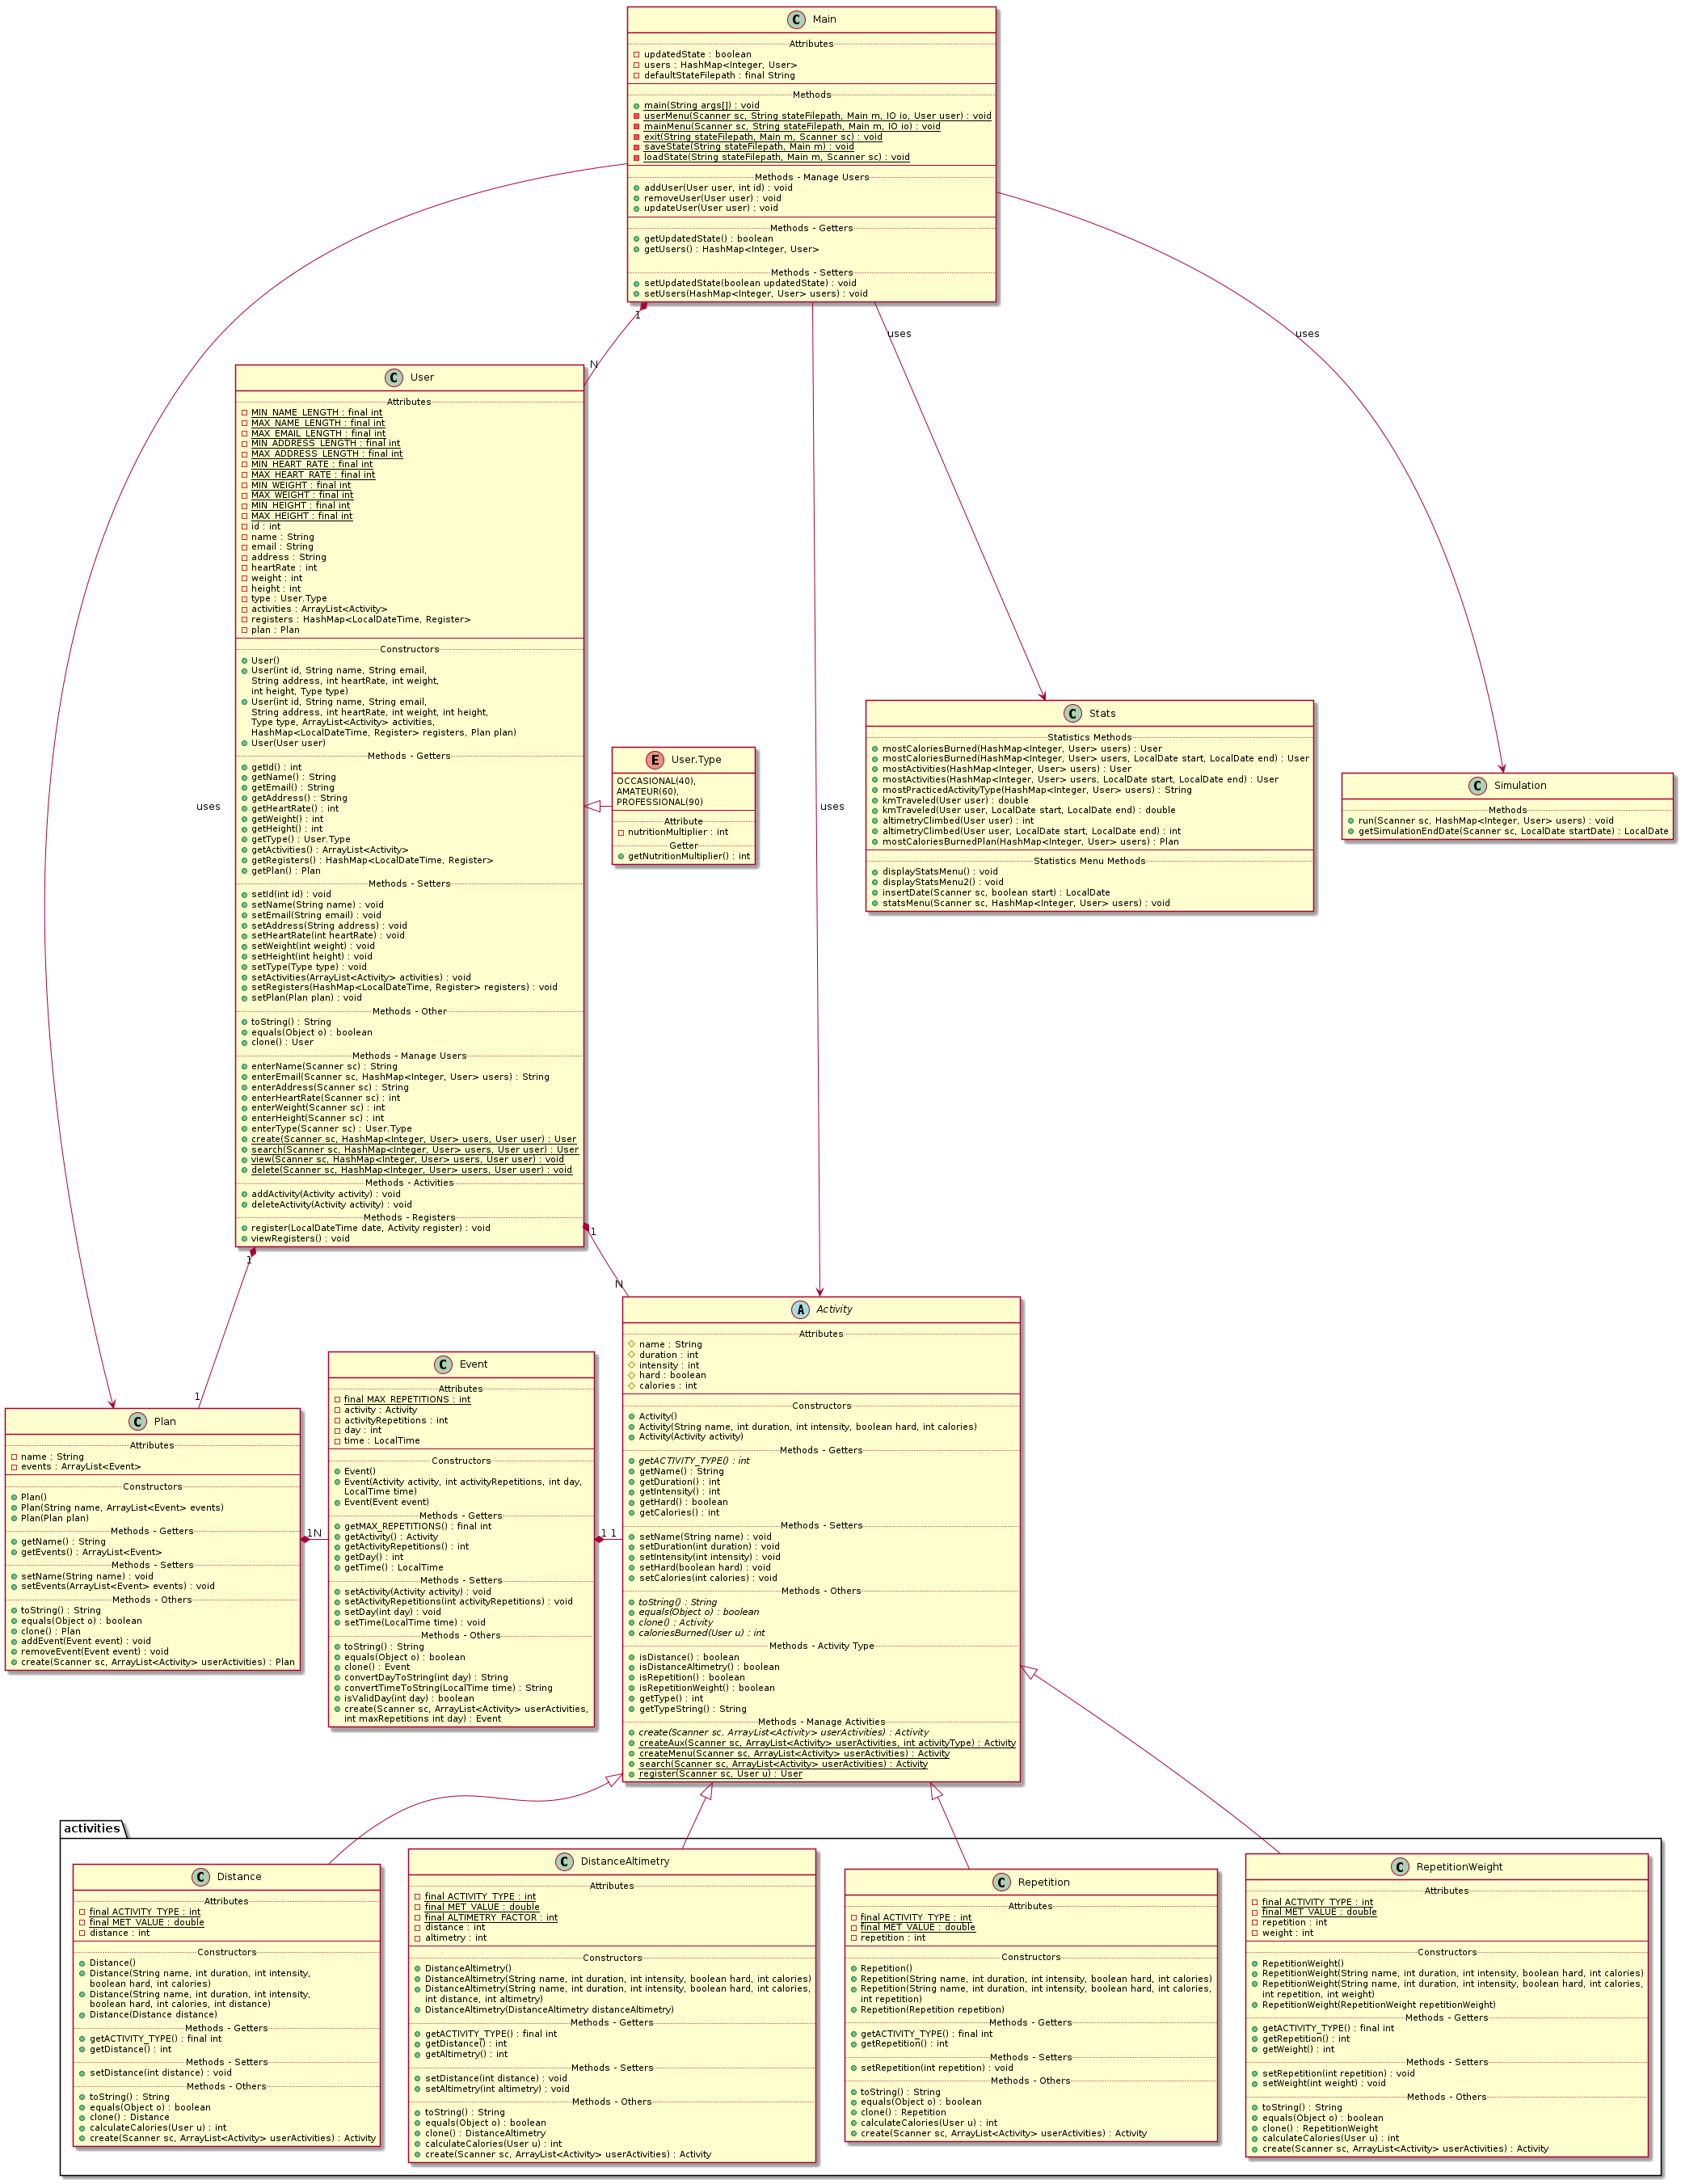 Main
Attributes
updatedState : boolean
users : HashMap<Integer, User>
defaultStateFilepath : final String
Methods
main(String args[]) : void
userMenu(Scanner sc, String stateFilepath, Main m, IO io, User user) : void
mainMenu(Scanner sc, String stateFilepath, Main m, IO io) : void
exit(String stateFilepath, Main m, Scanner sc) : void
saveState(String stateFilepath, Main m) : void
loadState(String stateFilepath, Main m, Scanner sc) : void
Methods - Manage Users
addUser(User user, int id) : void
removeUser(User user) : void
updateUser(User user) : void
Methods - Getters
getUpdatedState() : boolean
getUsers() : HashMap<Integer, User>
Methods - Setters
setUpdatedState(boolean updatedState) : void
setUsers(HashMap<Integer, User> users) : void
1
N
uses
uses
uses
uses
User
Attributes
MIN_NAME_LENGTH : final int
MAX_NAME_LENGTH : final int
MAX_EMAIL_LENGTH : final int
MIN_ADDRESS_LENGTH : final int
MAX_ADDRESS_LENGTH : final int
MIN_HEART_RATE : final int
MAX_HEART_RATE : final int
MIN_WEIGHT : final int
MAX_WEIGHT : final int
MIN_HEIGHT : final int
MAX_HEIGHT : final int
id : int
name : String
email : String
address : String
heartRate : int
weight : int
height : int
type : User.Type
activities : ArrayList<Activity>
registers : HashMap<LocalDateTime, Register>
plan : Plan
Constructors
User()
User(int id, String name, String email,
String address, int heartRate, int weight,
int height, Type type)
User(int id, String name, String email,
String address, int heartRate, int weight, int height,
Type type, ArrayList<Activity> activities,
HashMap<LocalDateTime, Register> registers, Plan plan)
User(User user)
Methods - Getters
getId() : int
getName() : String
getEmail() : String
getAddress() : String
getHeartRate() : int
getWeight() : int
getHeight() : int
getType() : User.Type
getActivities() : ArrayList<Activity>
getRegisters() : HashMap<LocalDateTime, Register>
getPlan() : Plan
Methods - Setters
setId(int id) : void
setName(String name) : void
setEmail(String email) : void
setAddress(String address) : void
setHeartRate(int heartRate) : void
setWeight(int weight) : void
setHeight(int height) : void
setType(Type type) : void
setActivities(ArrayList<Activity> activities) : void
setRegisters(HashMap<LocalDateTime, Register> registers) : void
setPlan(Plan plan) : void
Methods - Other
toString() : String
equals(Object o) : boolean
clone() : User
Methods - Manage Users
enterName(Scanner sc) : String
enterEmail(Scanner sc, HashMap<Integer, User> users) : String
enterAddress(Scanner sc) : String
enterHeartRate(Scanner sc) : int
enterWeight(Scanner sc) : int
enterHeight(Scanner sc) : int
enterType(Scanner sc) : User.Type
create(Scanner sc, HashMap<Integer, User> users, User user) : User
search(Scanner sc, HashMap<Integer, User> users, User user) : User
view(Scanner sc, HashMap<Integer, User> users, User user) : void
delete(Scanner sc, HashMap<Integer, User> users, User user) : void
Methods - Activities
addActivity(Activity activity) : void
deleteActivity(Activity activity) : void
Methods - Registers
register(LocalDateTime date, Activity register) : void
viewRegisters() : void
User.Type
OCCASIONAL(40),
AMATEUR(60),
PROFESSIONAL(90)
Attribute
nutritionMultiplier : int
Getter
getNutritionMultiplier() : int
Stats
Statistics Methods
mostCaloriesBurned(HashMap<Integer, User> users) : User
mostCaloriesBurned(HashMap<Integer, User> users, LocalDate start, LocalDate end) : User
mostActivities(HashMap<Integer, User> users) : User
mostActivities(HashMap<Integer, User> users, LocalDate start, LocalDate end) : User
mostPracticedActivityType(HashMap<Integer, User> users) : String
kmTraveled(User user) : double
kmTraveled(User user, LocalDate start, LocalDate end) : double
altimetryClimbed(User user) : int
altimetryClimbed(User user, LocalDate start, LocalDate end) : int
mostCaloriesBurnedPlan(HashMap<Integer, User> users) : Plan
Statistics Menu Methods
displayStatsMenu() : void
displayStatsMenu2() : void
insertDate(Scanner sc, boolean start) : LocalDate
statsMenu(Scanner sc, HashMap<Integer, User> users) : void
Simulation
Methods
run(Scanner sc, HashMap<Integer, User> users) : void
getSimulationEndDate(Scanner sc, LocalDate startDate) : LocalDate
1
1
1
N
Plan
Attributes
name : String
events : ArrayList<Event>
Constructors
Plan()
Plan(String name, ArrayList<Event> events)
Plan(Plan plan)
Methods - Getters
getName() : String
getEvents() : ArrayList<Event>
Methods - Setters
setName(String name) : void
setEvents(ArrayList<Event> events) : void
Methods - Others
toString() : String
equals(Object o) : boolean
clone() : Plan
addEvent(Event event) : void
removeEvent(Event event) : void
create(Scanner sc, ArrayList<Activity> userActivities) : Plan
1 N
Event
Attributes
final MAX_REPETITIONS : int
activity : Activity
activityRepetitions : int
day : int
time : LocalTime
Constructors
Event()
Event(Activity activity, int activityRepetitions, int day,
LocalTime time)
Event(Event event)
Methods - Getters
getMAX_REPETITIONS() : final int
getActivity() : Activity
getActivityRepetitions() : int
getDay() : int
getTime() : LocalTime
Methods - Setters
setActivity(Activity activity) : void
setActivityRepetitions(int activityRepetitions) : void
setDay(int day) : void
setTime(LocalTime time) : void
Methods - Others
toString() : String
equals(Object o) : boolean
clone() : Event
convertDayToString(int day) : String
convertTimeToString(LocalTime time) : String
isValidDay(int day) : boolean
create(Scanner sc, ArrayList<Activity> userActivities,
int maxRepetitions int day) : Event
1 1
Activity
Attributes
name : String
duration : int
intensity : int
hard : boolean
calories : int
Constructors
Activity()
Activity(String name, int duration, int intensity, boolean hard, int calories)
Activity(Activity activity)
Methods - Getters
getACTIVITY_TYPE() : int
getName() : String
getDuration() : int
getIntensity() : int
getHard() : boolean
getCalories() : int
Methods - Setters
setName(String name) : void
setDuration(int duration) : void
setIntensity(int intensity) : void
setHard(boolean hard) : void
setCalories(int calories) : void
Methods - Others
toString() : String
equals(Object o) : boolean
clone() : Activity
caloriesBurned(User u) : int
Methods - Activity Type
isDistance() : boolean
isDistanceAltimetry() : boolean
isRepetition() : boolean
isRepetitionWeight() : boolean
getType() : int
getTypeString() : String
Methods - Manage Activities
create(Scanner sc, ArrayList<Activity> userActivities) : Activity
createAux(Scanner sc, ArrayList<Activity> userActivities, int activityType) : Activity
createMenu(Scanner sc, ArrayList<Activity> userActivities) : Activity
search(Scanner sc, ArrayList<Activity> userActivities) : Activity
register(Scanner sc, User u) : User
activities
Distance
Attributes
final ACTIVITY_TYPE : int
final MET_VALUE : double
distance : int
Constructors
Distance()
Distance(String name, int duration, int intensity,
boolean hard, int calories)
Distance(String name, int duration, int intensity,
boolean hard, int calories, int distance)
Distance(Distance distance)
Methods - Getters
getACTIVITY_TYPE() : final int
getDistance() : int
Methods - Setters
setDistance(int distance) : void
Methods - Others
toString() : String
equals(Object o) : boolean
clone() : Distance
calculateCalories(User u) : int
create(Scanner sc, ArrayList<Activity> userActivities) : Activity
DistanceAltimetry
Attributes
final ACTIVITY_TYPE : int
final MET_VALUE : double
final ALTIMETRY_FACTOR : int
distance : int
altimetry : int
Constructors
DistanceAltimetry()
DistanceAltimetry(String name, int duration, int intensity, boolean hard, int calories)
DistanceAltimetry(String name, int duration, int intensity, boolean hard, int calories,
int distance, int altimetry)
DistanceAltimetry(DistanceAltimetry distanceAltimetry)
Methods - Getters
getACTIVITY_TYPE() : final int
getDistance() : int
getAltimetry() : int
Methods - Setters
setDistance(int distance) : void
setAltimetry(int altimetry) : void
Methods - Others
toString() : String
equals(Object o) : boolean
clone() : DistanceAltimetry
calculateCalories(User u) : int
create(Scanner sc, ArrayList<Activity> userActivities) : Activity
Repetition
Attributes
final ACTIVITY_TYPE : int
final MET_VALUE : double
repetition : int
Constructors
Repetition()
Repetition(String name, int duration, int intensity, boolean hard, int calories)
Repetition(String name, int duration, int intensity, boolean hard, int calories,
int repetition)
Repetition(Repetition repetition)
Methods - Getters
getACTIVITY_TYPE() : final int
getRepetition() : int
Methods - Setters
setRepetition(int repetition) : void
Methods - Others
toString() : String
equals(Object o) : boolean
clone() : Repetition
calculateCalories(User u) : int
create(Scanner sc, ArrayList<Activity> userActivities) : Activity
RepetitionWeight
Attributes
final ACTIVITY_TYPE : int
final MET_VALUE : double
repetition : int
weight : int
Constructors
RepetitionWeight()
RepetitionWeight(String name, int duration, int intensity, boolean hard, int calories)
RepetitionWeight(String name, int duration, int intensity, boolean hard, int calories,
int repetition, int weight)
RepetitionWeight(RepetitionWeight repetitionWeight)
Methods - Getters
getACTIVITY_TYPE() : final int
getRepetition() : int
getWeight() : int
Methods - Setters
setRepetition(int repetition) : void
setWeight(int weight) : void
Methods - Others
toString() : String
equals(Object o) : boolean
clone() : RepetitionWeight
calculateCalories(User u) : int
create(Scanner sc, ArrayList<Activity> userActivities) : Activity